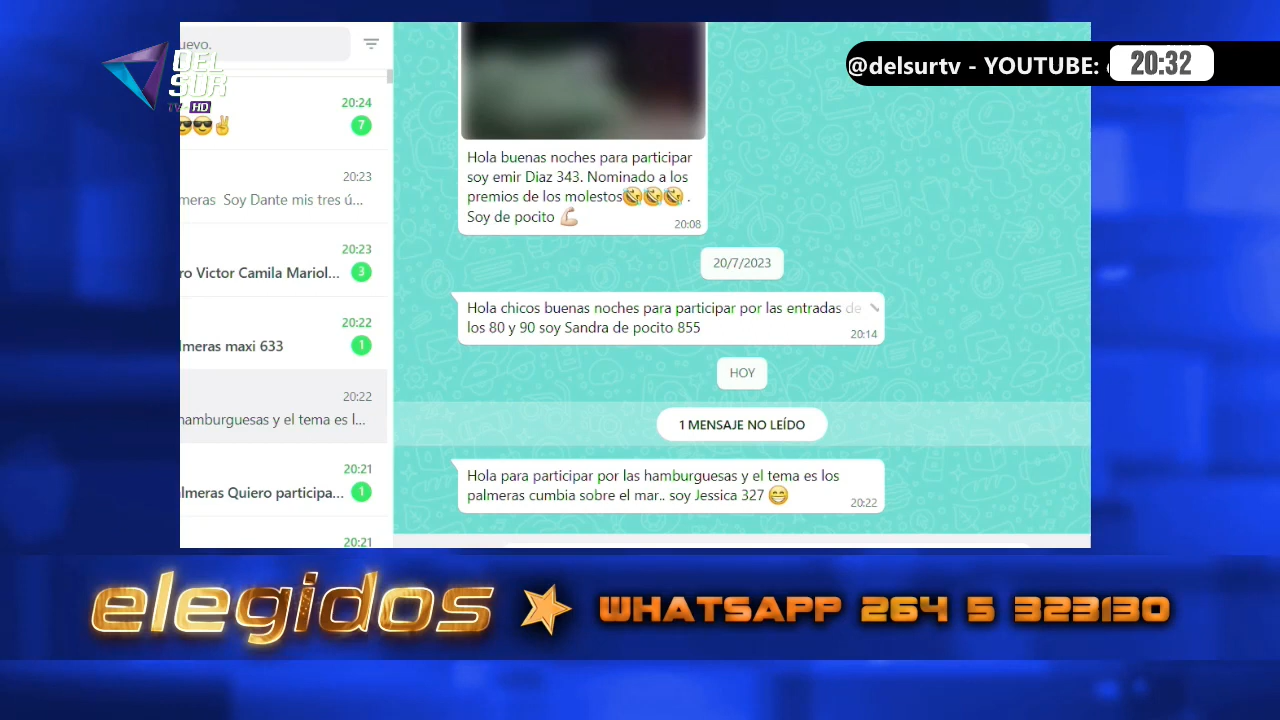 uevo.
DEL
SUR
TV - HD
@delsurtv - YOUTUBE:
20:32
20:24
😎😎✌ 7
20:23
meras Soy Dante mis tres ú...
20:23
ro Victor Camila Mariol... 3
20:22
lmeras maxi 633 1
20:22
hamburguesas y el tema es l...
20:21
almeras Quiero participa... 1
20:21
Hola buenas noches para participar
soy emir Diaz 343. Nominado a los
premios de los molestos🤣🤣🤣 .
Soy de pocito 💪🏻
20:08
20/7/2023
Hola chicos buenas noches para participar por las entradas de
los 80 y 90 soy Sandra de pocito 855
20:14
HOY
1 MENSAJE NO LEÍDO
Hola para participar por las hamburguesas y el tema es los
palmeras cumbia sobre el mar.. soy Jessica 327 😁
20:22
elegidos
WHATSAPP 264 5 323130